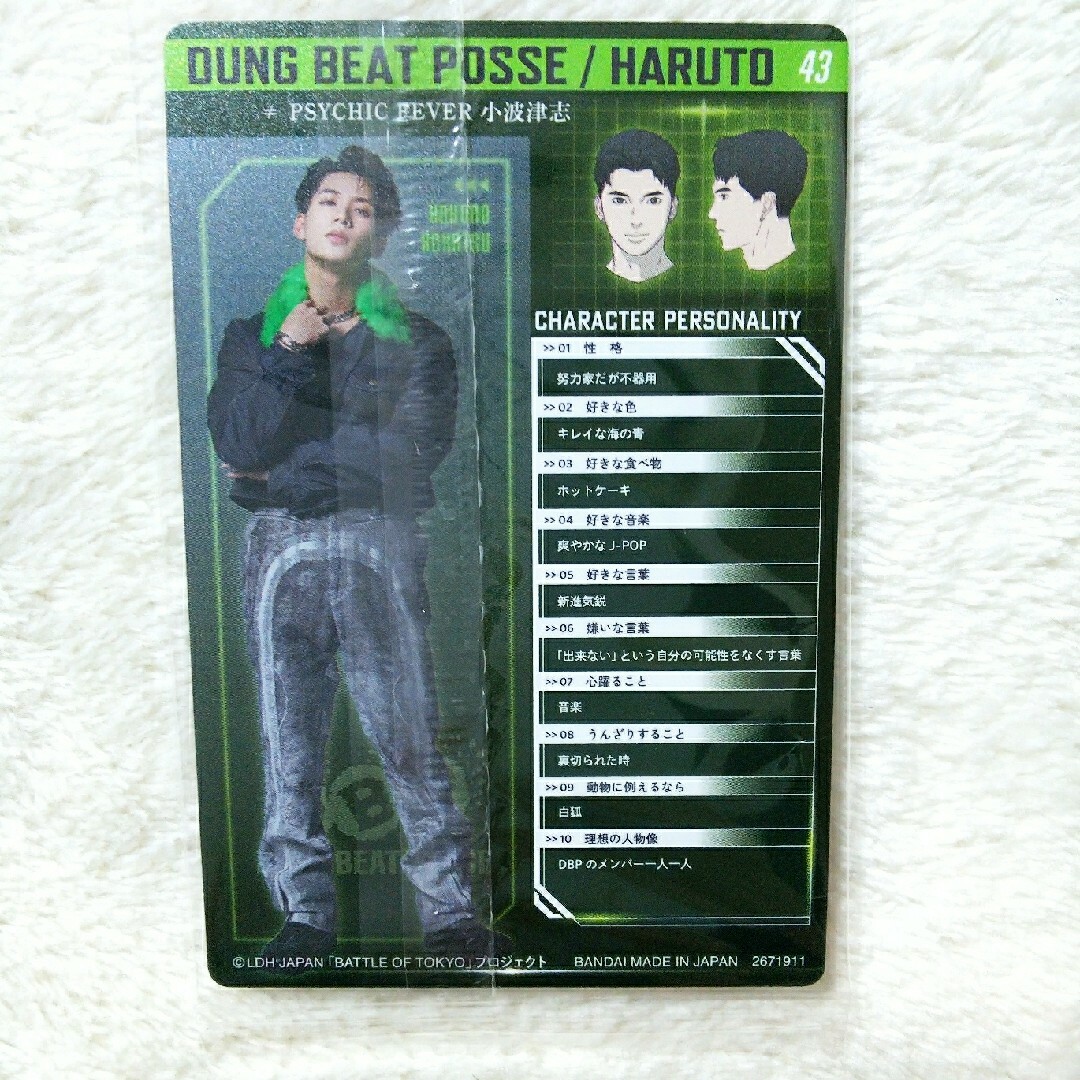 DUNG BEAT POSSE / HARUTO 43
≠ PSYCHIC FEVER 小波津志
CHARACTER PERSONALITY
>>01 性 格
努力家だが不器用
>>02 好きな色
キレイな海の青
>>03 好きな食べ物
ホットケーキ
>>04 好きな音楽
爽やかなJ-POP
>>05 好きな言葉
新進気鋭
>>06 嫌いな言葉
「出来ない」という自分の可能性をなくす言葉
>>07 心躍ること
音楽
>>08 うんざりすること
裏切られた時
>>09 動物に例えるなら
白狐
>>10 理想の人物像
DBPのメンバー一人一人
BEAT
©LDH JAPAN 「BATTLE OF TOKYO」プロジェクト BANDAI MADE IN JAPAN 2671911